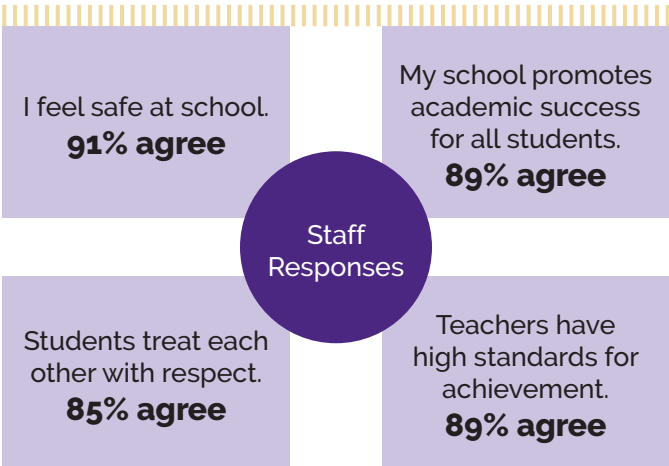 I feel safe at school.
91% agree
My school promotes
academic success
for all students.
89% agree
Staff
Responses
Students treat each
other with respect.
85% agree
Teachers have
high standards for
achievement.
89% agree